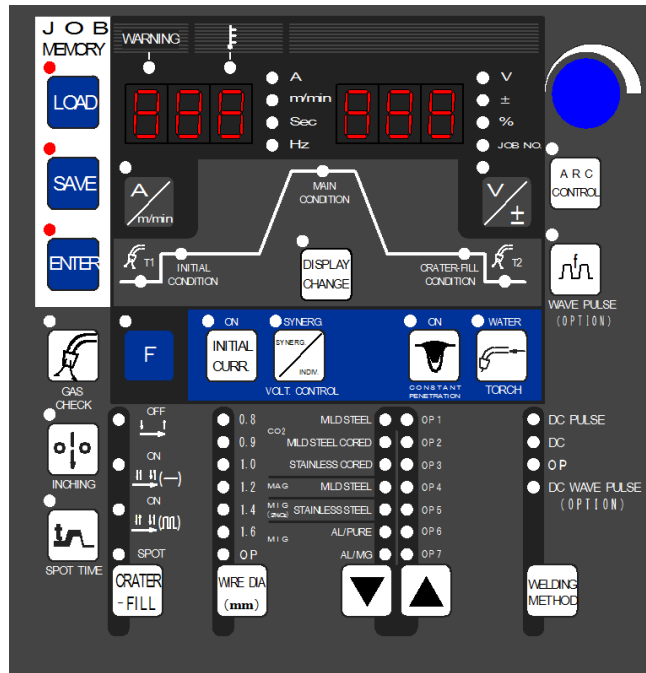 J O B
MEMORY
LOAD
SAVE
ENTER
WARNING
A
m/min
Sec
Hz
V
±
%
JOB NO.
A
m/min
MAIN
CONDITION
V
±
A R C
CONTROL
T1
INITIAL
CONDITION
DISPLAY
CHANGE
CRATER-FILL
CONDITION
T2
f
WAVE PULSE
(OPTION)
GAS
CHECK
F
ON
INITIAL
CURR.
SYNERG.
SYNERG.
INDIV.
VOLT. CONTROL
ON
CONSTANT
PENETRATION
WATER
TORCH
INCHING
t
SPOT TIME
OFF
ON
ON
SPOT
CRATER
-FILL
0.8
0.9
1.0
1.2
1.4
1.6
OP
WIRE DIA
(mm)
CO2
MILD STEEL
MILD STEEL CORED
STAINLESS CORED
MAG
MILD STEEL
MIG
STAINLESS STEEL
MIG
AL/PURE
AL/MG
OP1
OP2
OP3
OP4
OP5
OP6
OP7
DC PULSE
DC
OP
DC WAVE PULSE
(OPTION)
WELDING
METHOD